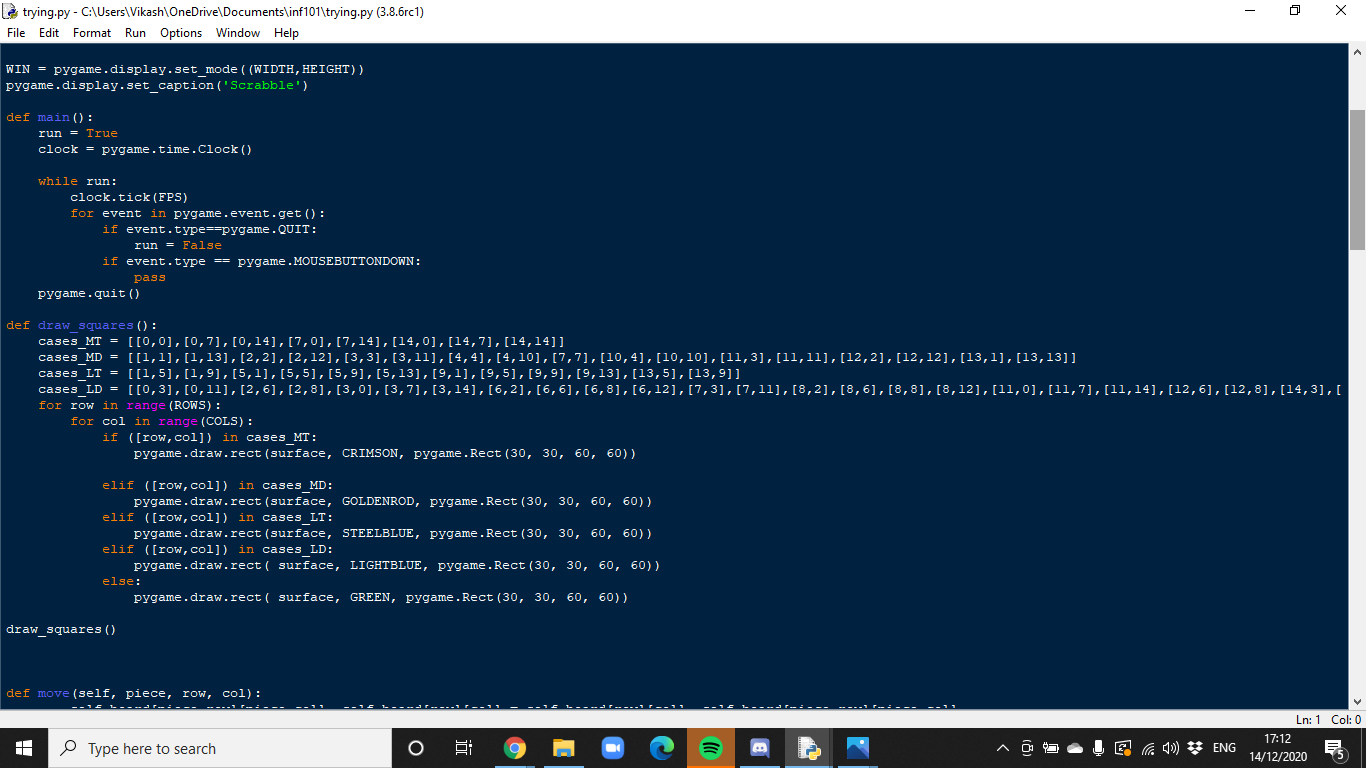 trying.py - C:\Users\Vikash\OneDrive\Documents\inf101\trying.py (3.8.6rc1)
File Edit Format Run Options Window Help
WIN = pygame.display.set_mode((WIDTH,HEIGHT))
pygame.display.set_caption('Scrabble')
def main():
    run = True
    clock = pygame.time.Clock()
    while run:
        clock.tick(FPS)
        for event in pygame.event.get():
            if event.type==pygame.QUIT:
                run = False
            if event.type == pygame.MOUSEBUTTONDOWN:
                pass
    pygame.quit()
def draw_squares():
    cases_MT = [[0,0],[0,7],[0,14],[7,0],[7,14],[14,0],[14,7],[14,14]]
    cases_MD = [[1,1],[1,13],[2,2],[2,12],[3,3],[3,11],[4,4],[4,10],[7,7],[10,4],[10,10],[11,3],[11,11],[12,2],[12,12],[13,1],[13,13]]
    cases_LT = [[1,5],[1,9],[5,1],[5,5],[5,9],[5,13],[9,1],[9,5],[9,9],[9,13],[13,5],[13,9]]
    cases_LD = [[0,3],[0,11],[2,6],[2,8],[3,0],[3,7],[3,14],[6,2],[6,6],[6,8],[6,12],[7,3],[7,11],[8,2],[8,6],[8,8],[8,12],[11,0],[11,7],[11,14],[12,6],[12,8],[14,3],[
    for row in range(ROWS):
        for col in range(COLS):
            if ([row,col]) in cases_MT:
                pygame.draw.rect(surface, CRIMSON, pygame.Rect(30, 30, 60, 60))
            elif ([row,col]) in cases_MD:
                pygame.draw.rect(surface, GOLDENROD, pygame.Rect(30, 30, 60, 60))
            elif ([row,col]) in cases_LT:
                pygame.draw.rect(surface, STEELBLUE, pygame.Rect(30, 30, 60, 60))
            elif ([row,col]) in cases_LD:
                pygame.draw.rect( surface, LIGHTBLUE, pygame.Rect(30, 30, 60, 60))
            else:
                pygame.draw.rect( surface, GREEN, pygame.Rect(30, 30, 60, 60))
draw_squares()
def move(self, piece, row, col):
Ln: 1 Col: 0
Type here to search
ENG
17:12
14/12/2020
5